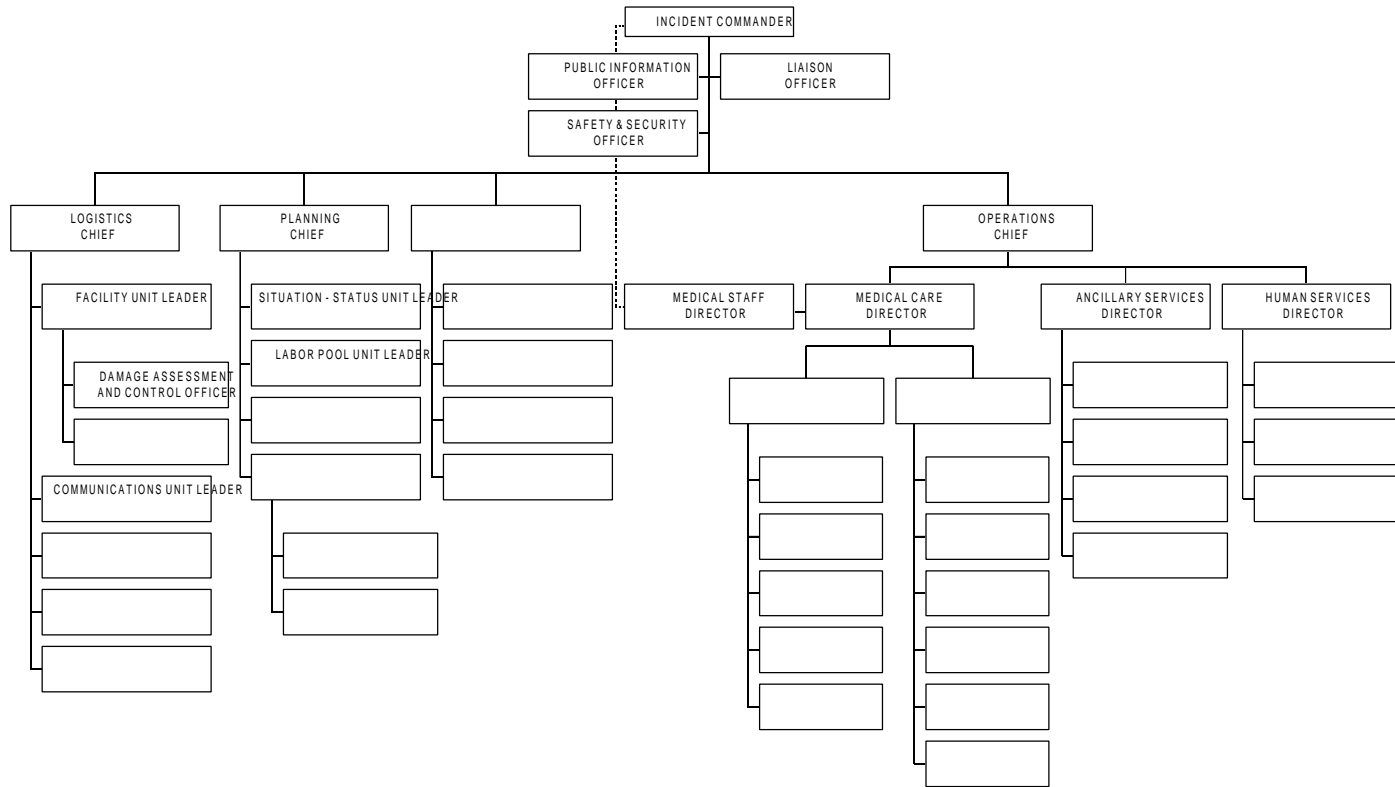 INCIDENT COMMANDER
PUBLIC INFORMATION
OFFICER
LIAISON
OFFICER
SAFETY & SECURITY
OFFICER
LOGISTICS
CHIEF
PLANNING
CHIEF
OPERATIONS
CHIEF
FACILITY UNIT LEADER
SITUATION - STATUS UNIT LEADER
MEDICAL STAFF
DIRECTOR
MEDICAL CARE
DIRECTOR
ANCILLARY SERVICES
DIRECTOR
HUMAN SERVICES
DIRECTOR
LABOR POOL UNIT LEADER
DAMAGE ASSESSMENT
AND CONTROL OFFICER
COMMUNICATIONS UNIT LEADER